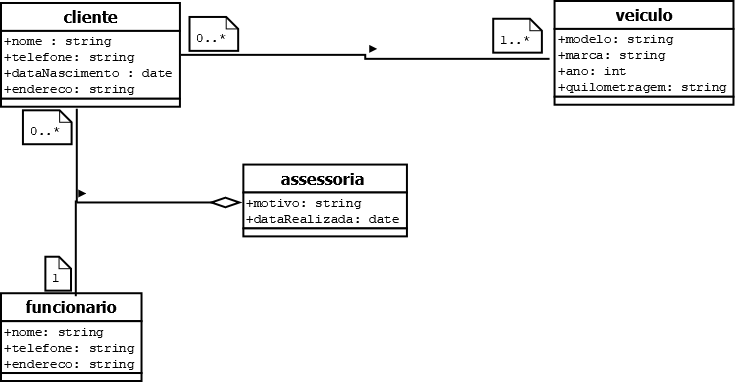 cliente
+nome : string
+telefone: string
+dataNascimento : date
+endereco: string
0..*
1..*
veiculo
+modelo: string
+marca: string
+ano: int
+quilometragem: string
0..*
assessoria
+motivo: string
+dataRealizada: date
1
funcionario
+nome: string
+telefone: string
+endereco: string